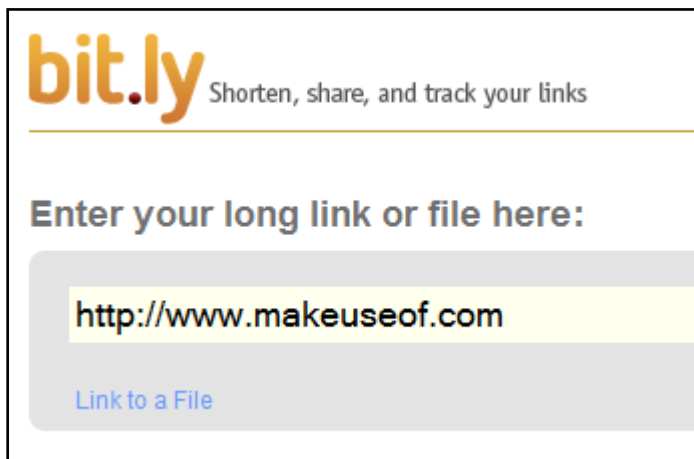 bit.ly Shorten, share, and track your links
Enter your long link or file here:
http://www.makeuseof.com
Link to a File